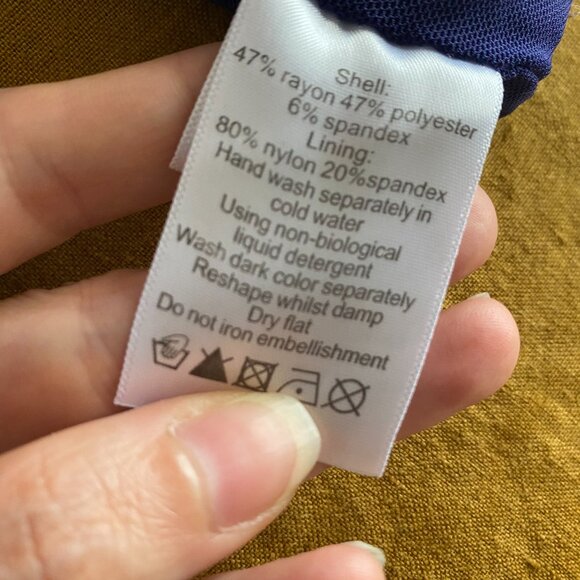 Shell:
47% rayon 47% polyester
6% spandex
Lining:
80% nylon 20%spandex
Hand wash separately in
cold water
Using non-biological
liquid detergent
Wash dark color separately
Reshape whilst damp
Dry flat
Do not iron embellishment